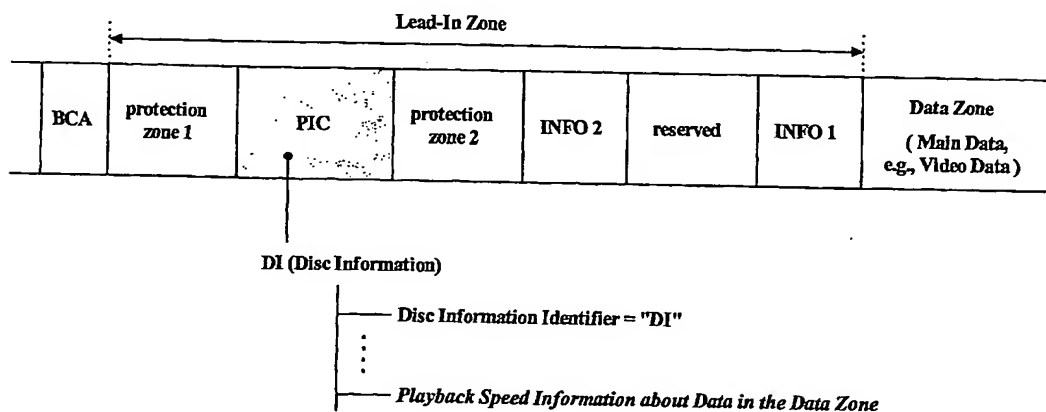 Lead-In Zone
BCA
protection
zone 1
PIC
protection
zone 2
INFO 2
reserved
INFO 1
Data Zone
( Main Data,
e.g., Video Data )
DI (Disc Information)
Disc Information Identifier = "DI"
Playback Speed Information about Data in the Data Zone